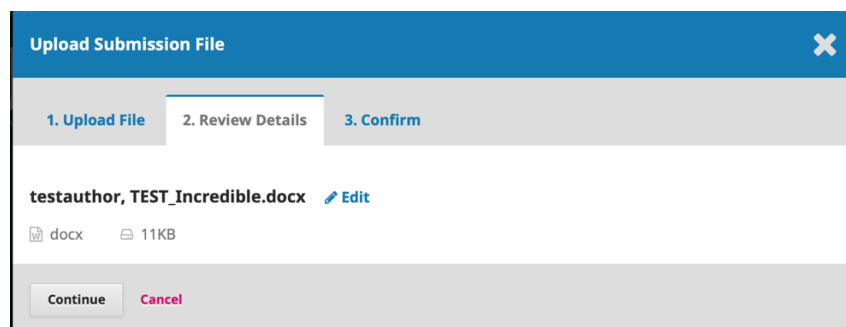 Upload Submission File
1. Upload File 2. Review Details 3. Confirm
testauthor, TEST_Incredible.docx Edit
docx 11KB
Continue Cancel